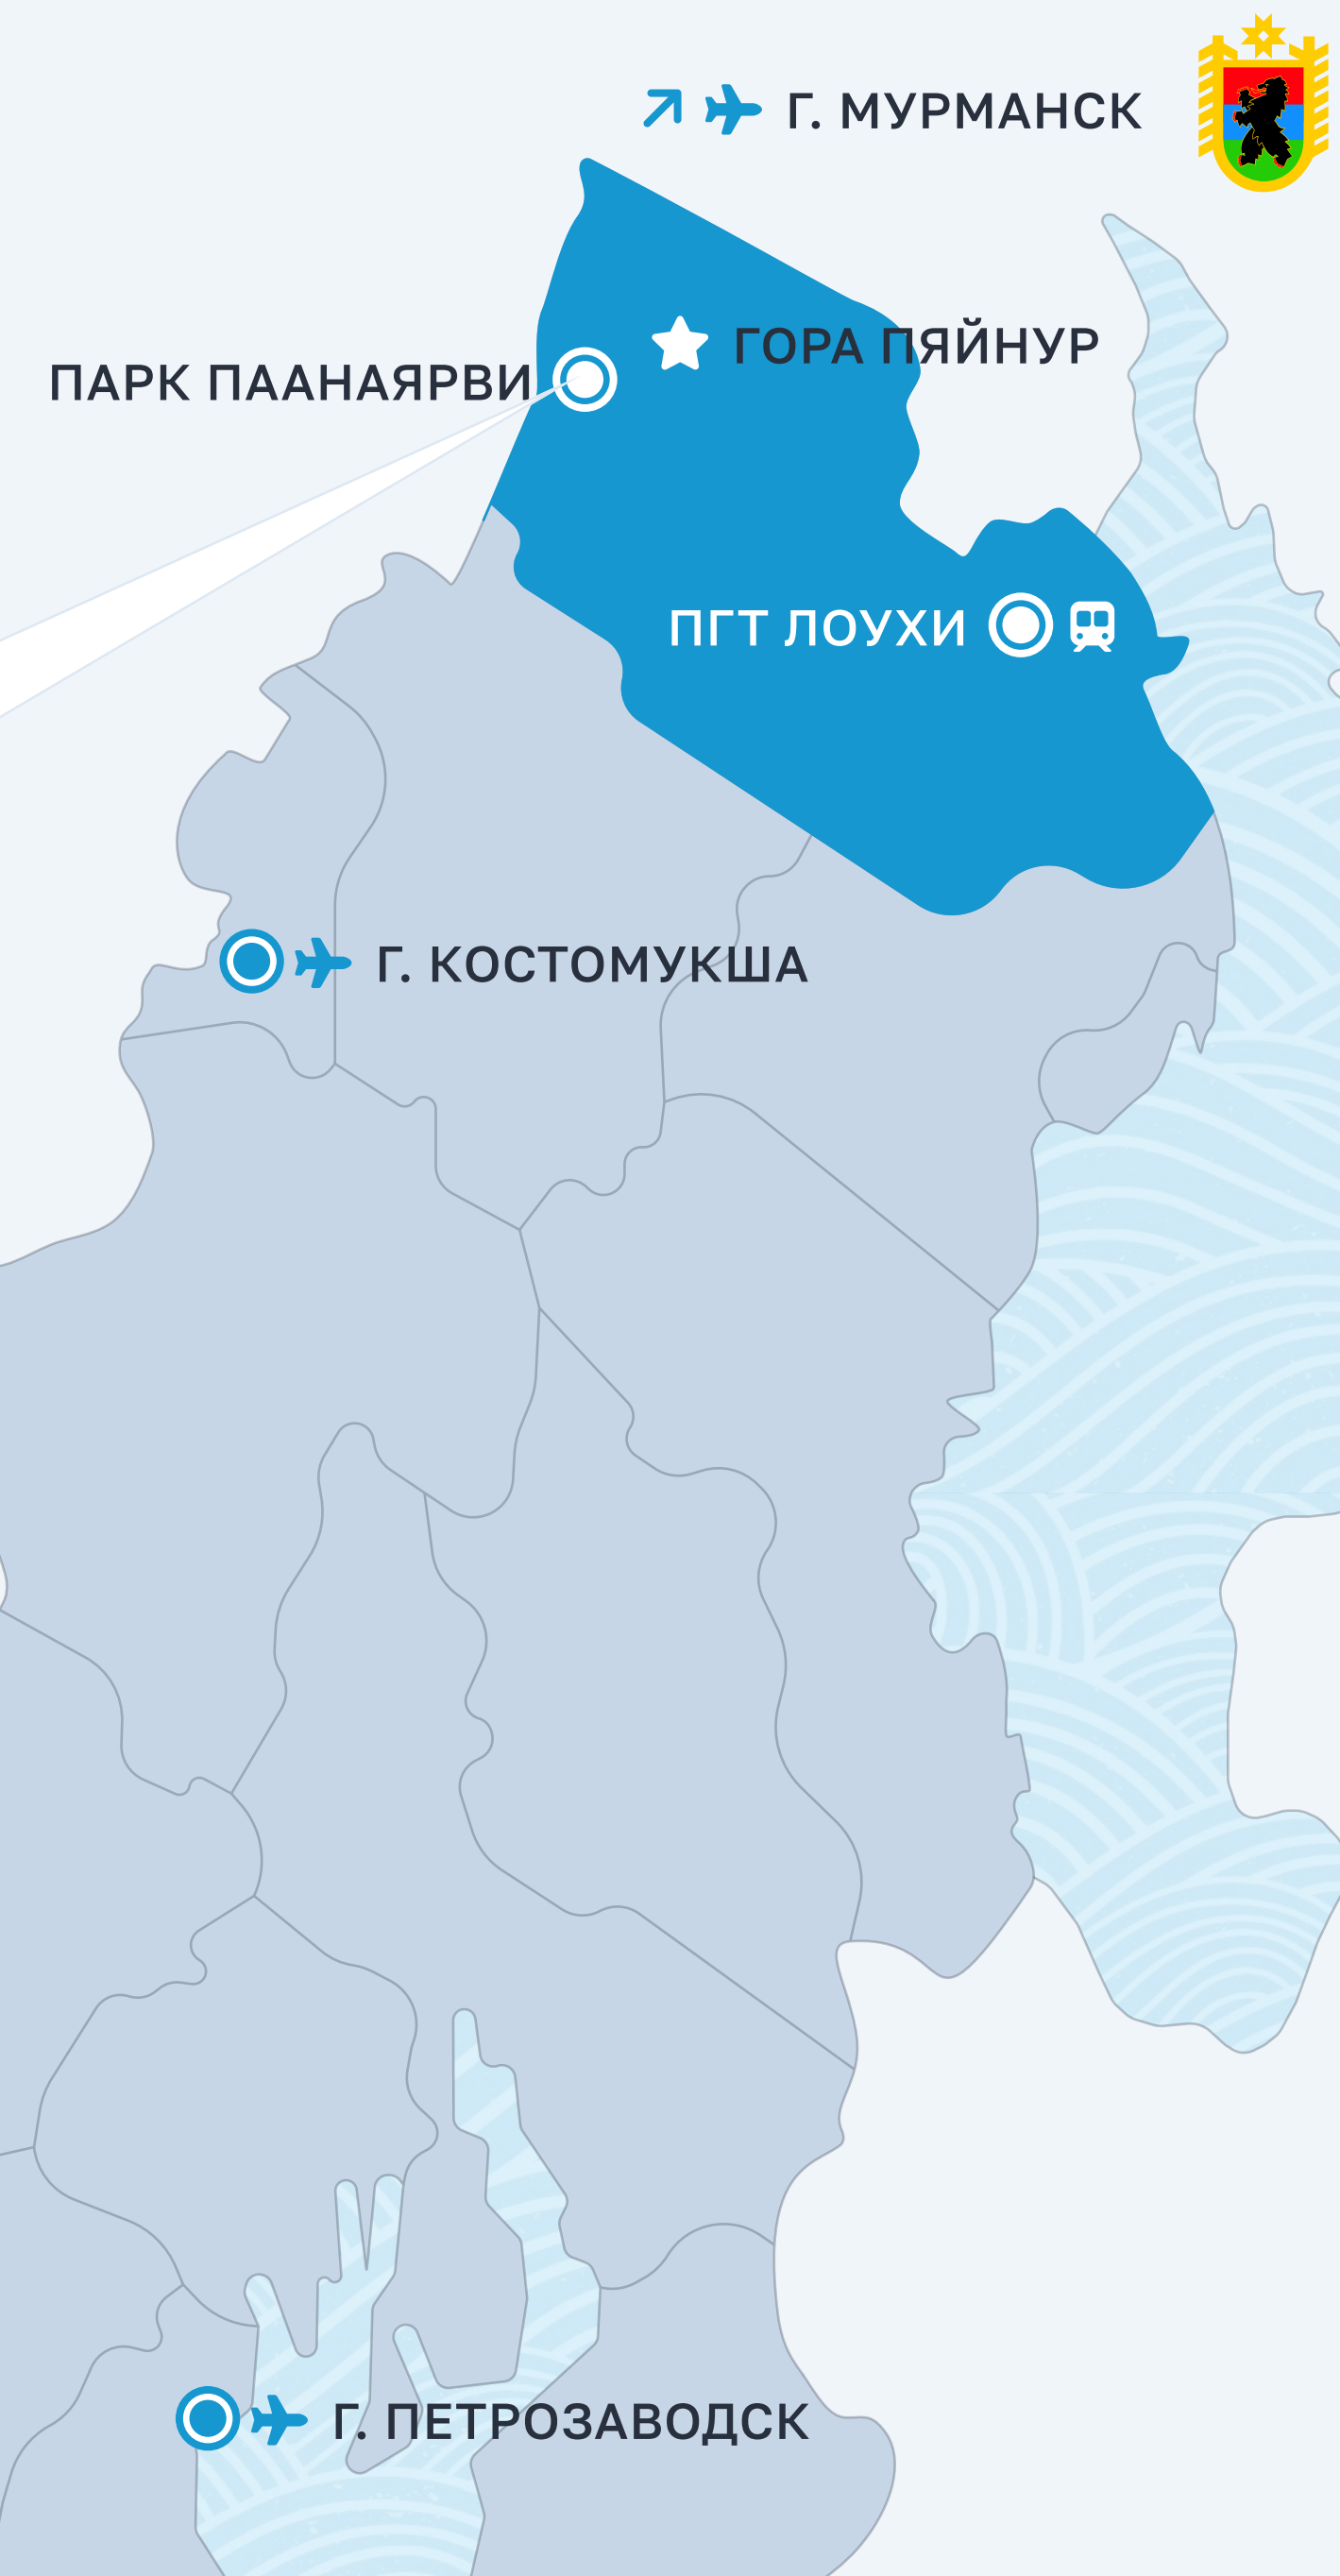 Г. МУРМАНСК
ГОРА ПЯЙНУР
ПАРК ПААНАЯРВИ
ПГТ ЛОУХИ
Г. КОСТОМУКША
Г. ПЕТРОЗАВОДСК